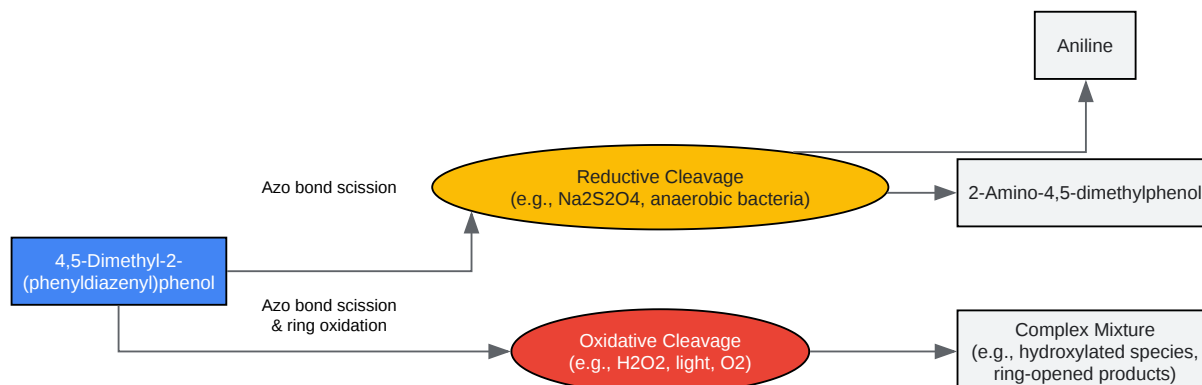 Aniline
Azo bond scission
Reductive Cleavage
(e.g., Na2S2O4, anaerobic bacteria)
2-Amino-4,5-dimethylphenol
4,5-Dimethyl-2-
(phenyldiazenyl)phenol
Azo bond scission
& ring oxidation
Oxidative Cleavage
(e.g., H2O2, light, O2)
Complex Mixture
(e.g., hydroxylated species,
ring-opened products)